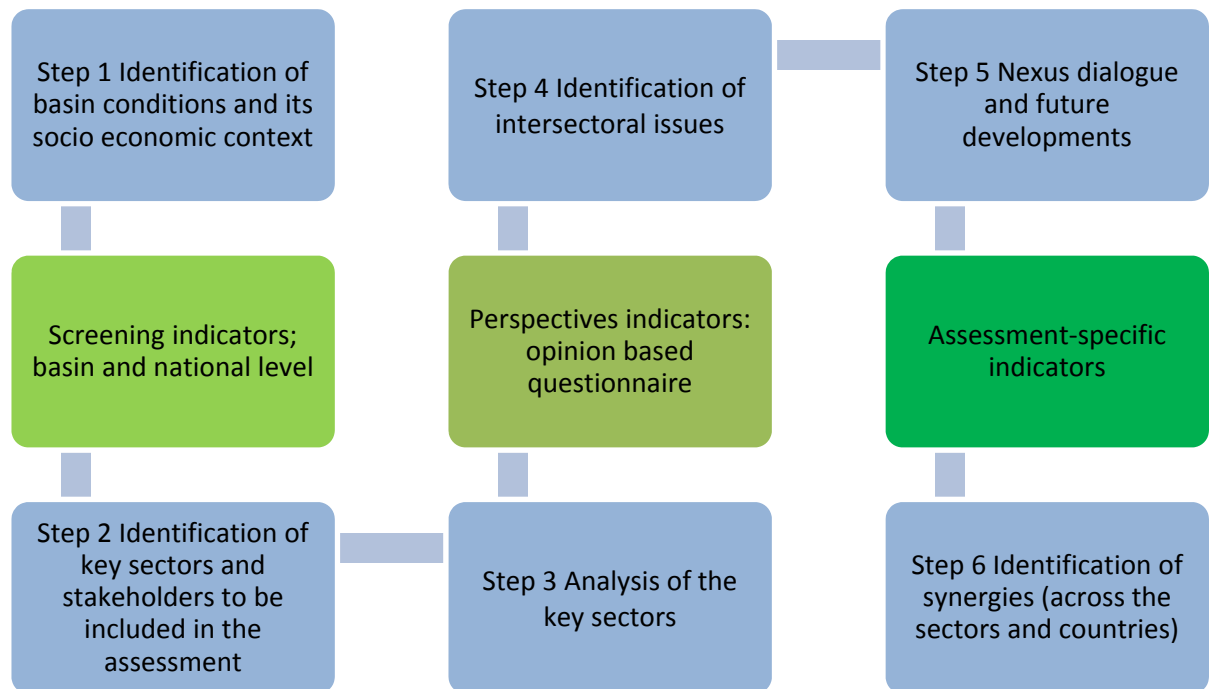 Step 1 Identification of
basin conditions and its
socio economic context
Screening indicators;
basin and national level
Step 2 Identification of
key sectors and
stakeholders to be
included in the
assessment
Step 3 Analysis of the
key sectors
Perspectives indicators:
opinion based
questionnaire
Step 4 Identification of
intersectoral issues
Step 5 Nexus dialogue
and future
developments
Assessment-specific
indicators
Step 6 Identification of
synergies (across the
sectors and countries)